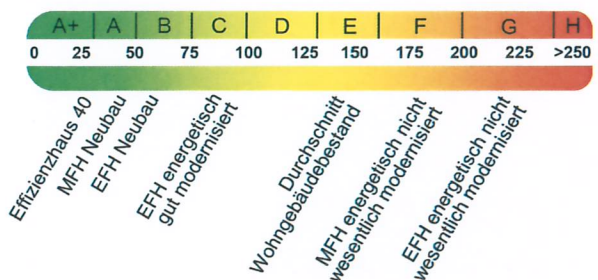 A+ A B C D E F G H
0 25 50 75 100 125 150 175 200 225 >250
Effizienzhaus 40
MFH Neubau
EFH Neubau
EFH energetisch
gut modernisiert
Durchschnitt
Wohngebäudebestand
MFH energetisch nicht
wesentlich modernisiert
EFH energetisch nicht
wesentlich modernisiert